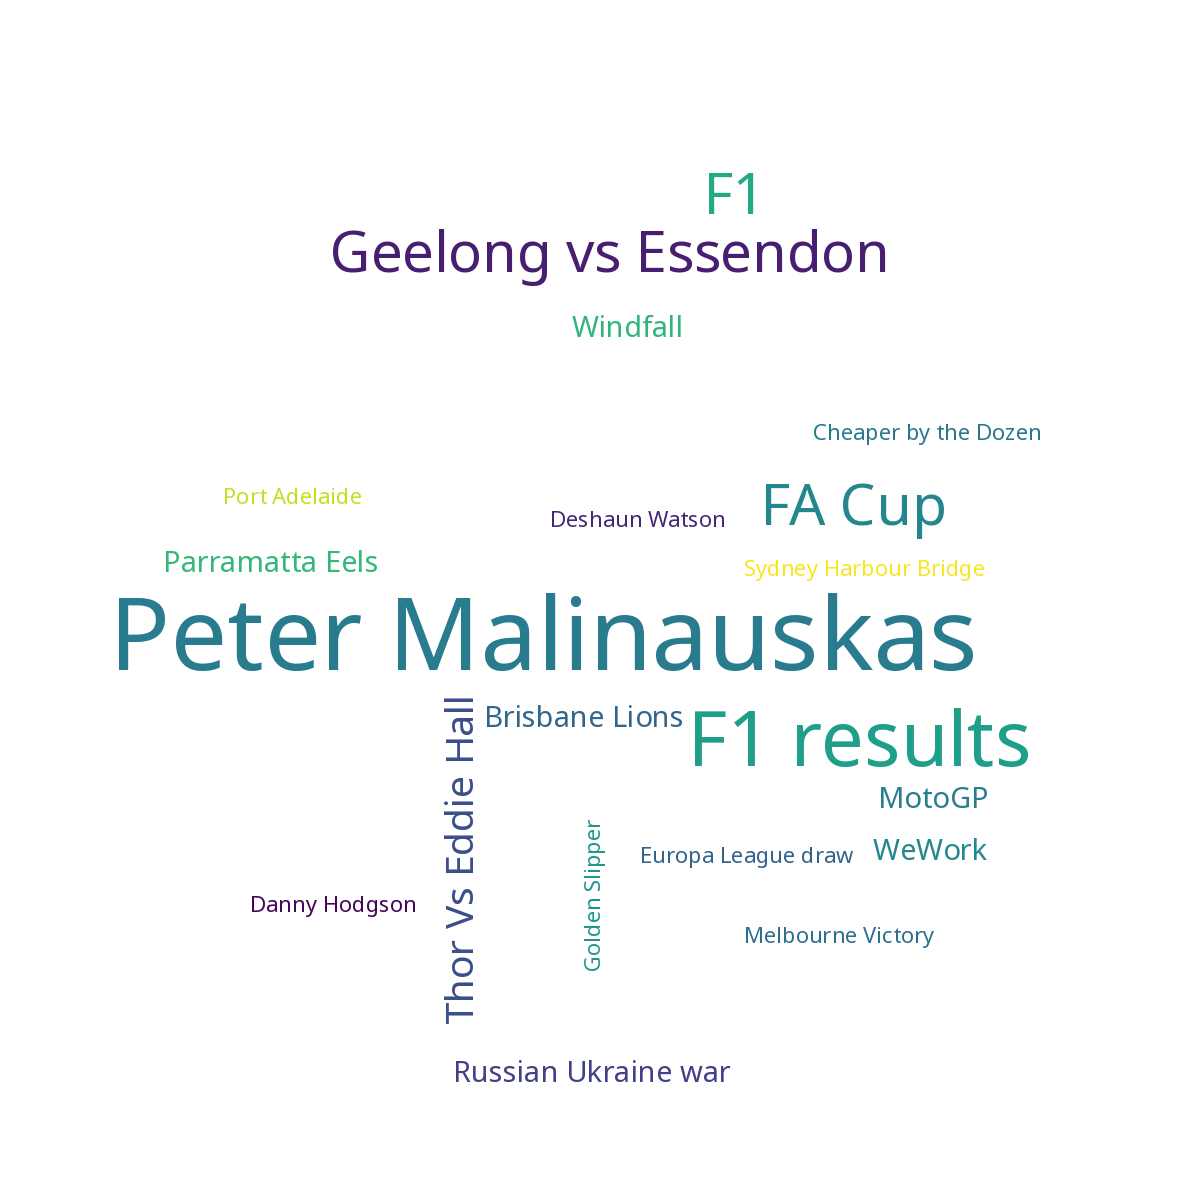 F1
Geelong vs Essendon
Windfall
Cheaper by the Dozen
Port Adelaide
FA Cup
Deshaun Watson
Parramatta Eels
Sydney Harbour Bridge
Peter Malinauskas
Thor Vs Eddie Hall
Brisbane Lions
F1 results
MotoGP
Golden Slipper
Europa League draw
WeWork
Danny Hodgson
Melbourne Victory
Russian Ukraine war